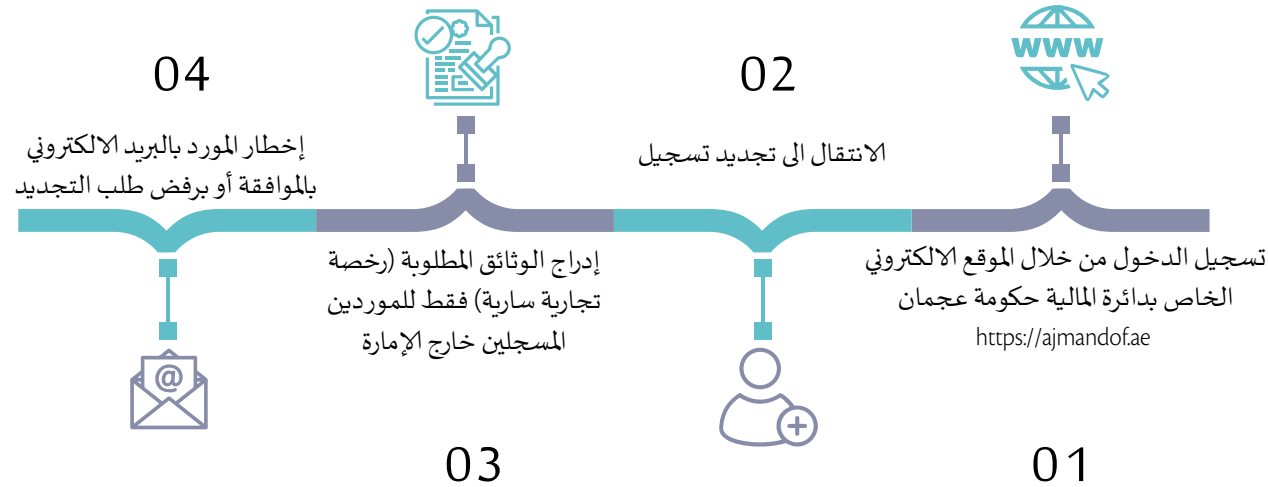 WWW
01
تسجيل الدخول من خلال الموقع الالكتروني
الخاص بدائرة المالية حكومة عجمان
https://ajmandof.ae
02
الانتقال الى تجديد تسجيل
03
إدراج الوثائق المطلوبة (رخصة
تجارية سارية) فقط للموردين
المسجلين خارج الإمارة
04
إخطار المورد بالبريد الالكتروني
بالموافقة أو برفض طلب التجديد
@